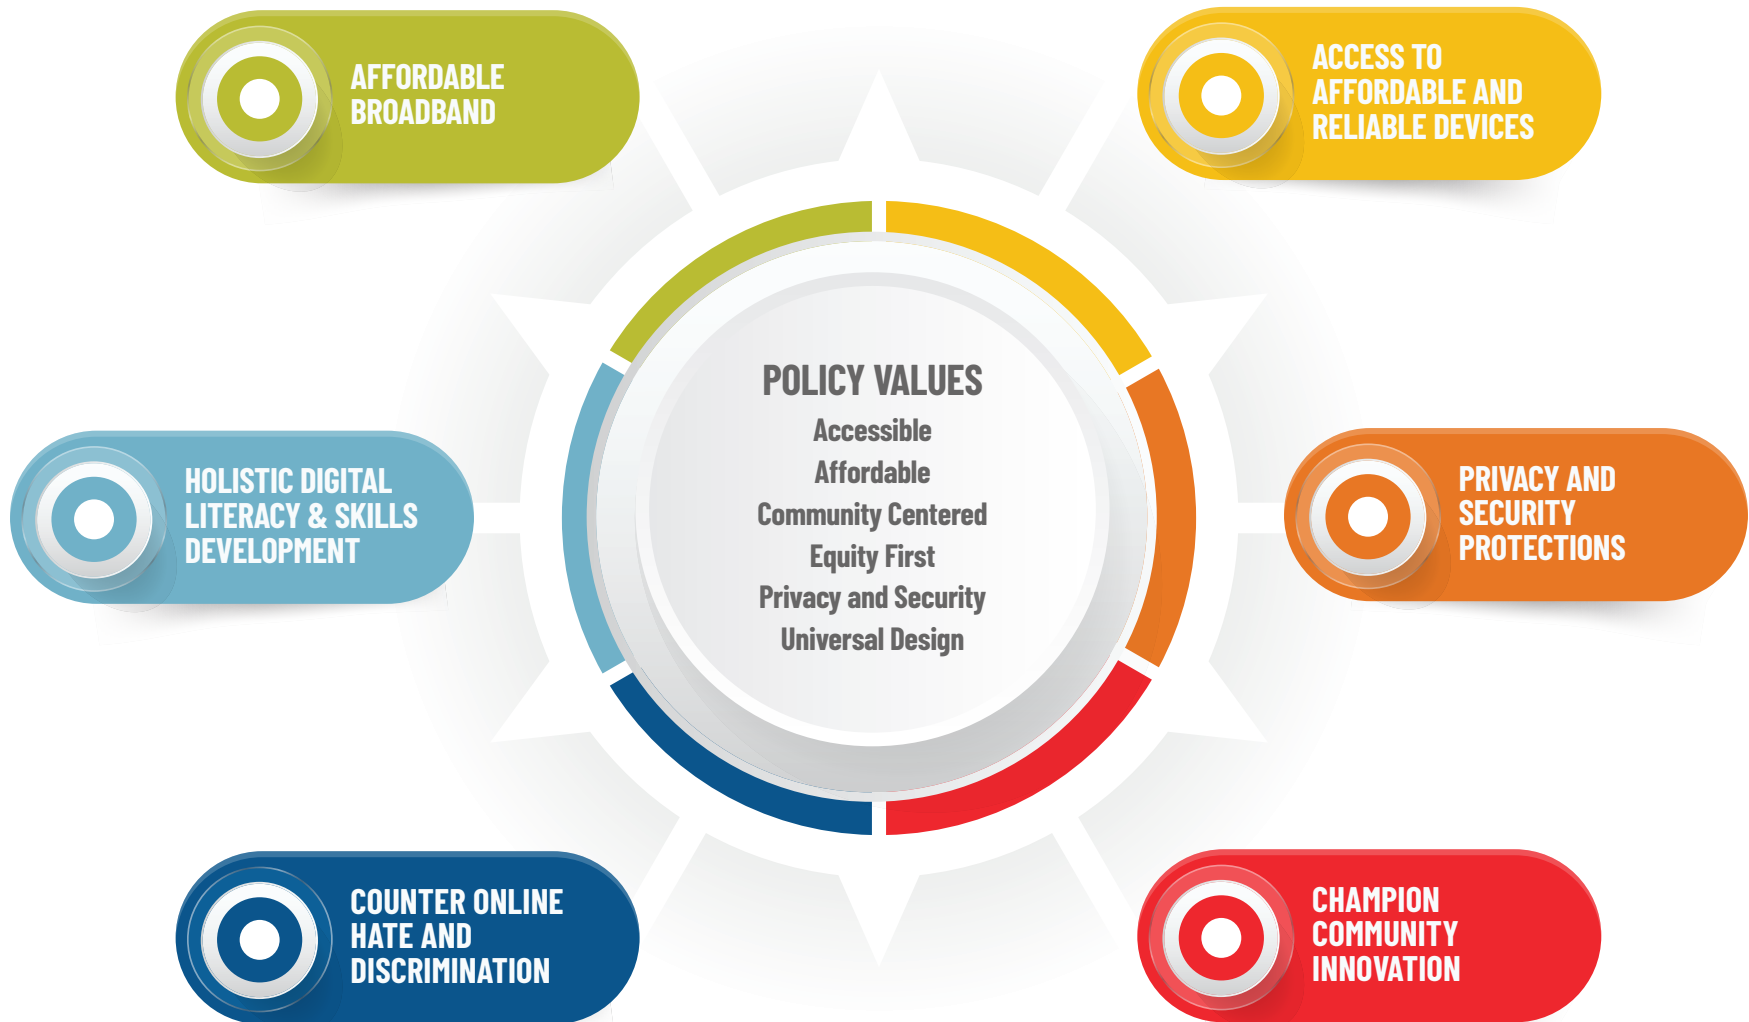 AFFORDABLE
BROADBAND
ACCESS TO
AFFORDABLE AND
RELIABLE DEVICES
POLICY VALUES
Accessible
Affordable
Community Centered
Equity First
Privacy and Security
Universal Design
HOLISTIC DIGITAL
LITERACY & SKILLS
DEVELOPMENT
PRIVACY AND
SECURITY
PROTECTIONS
COUNTER ONLINE
HATE AND
DISCRIMINATION
CHAMPION
COMMUNITY
INNOVATION